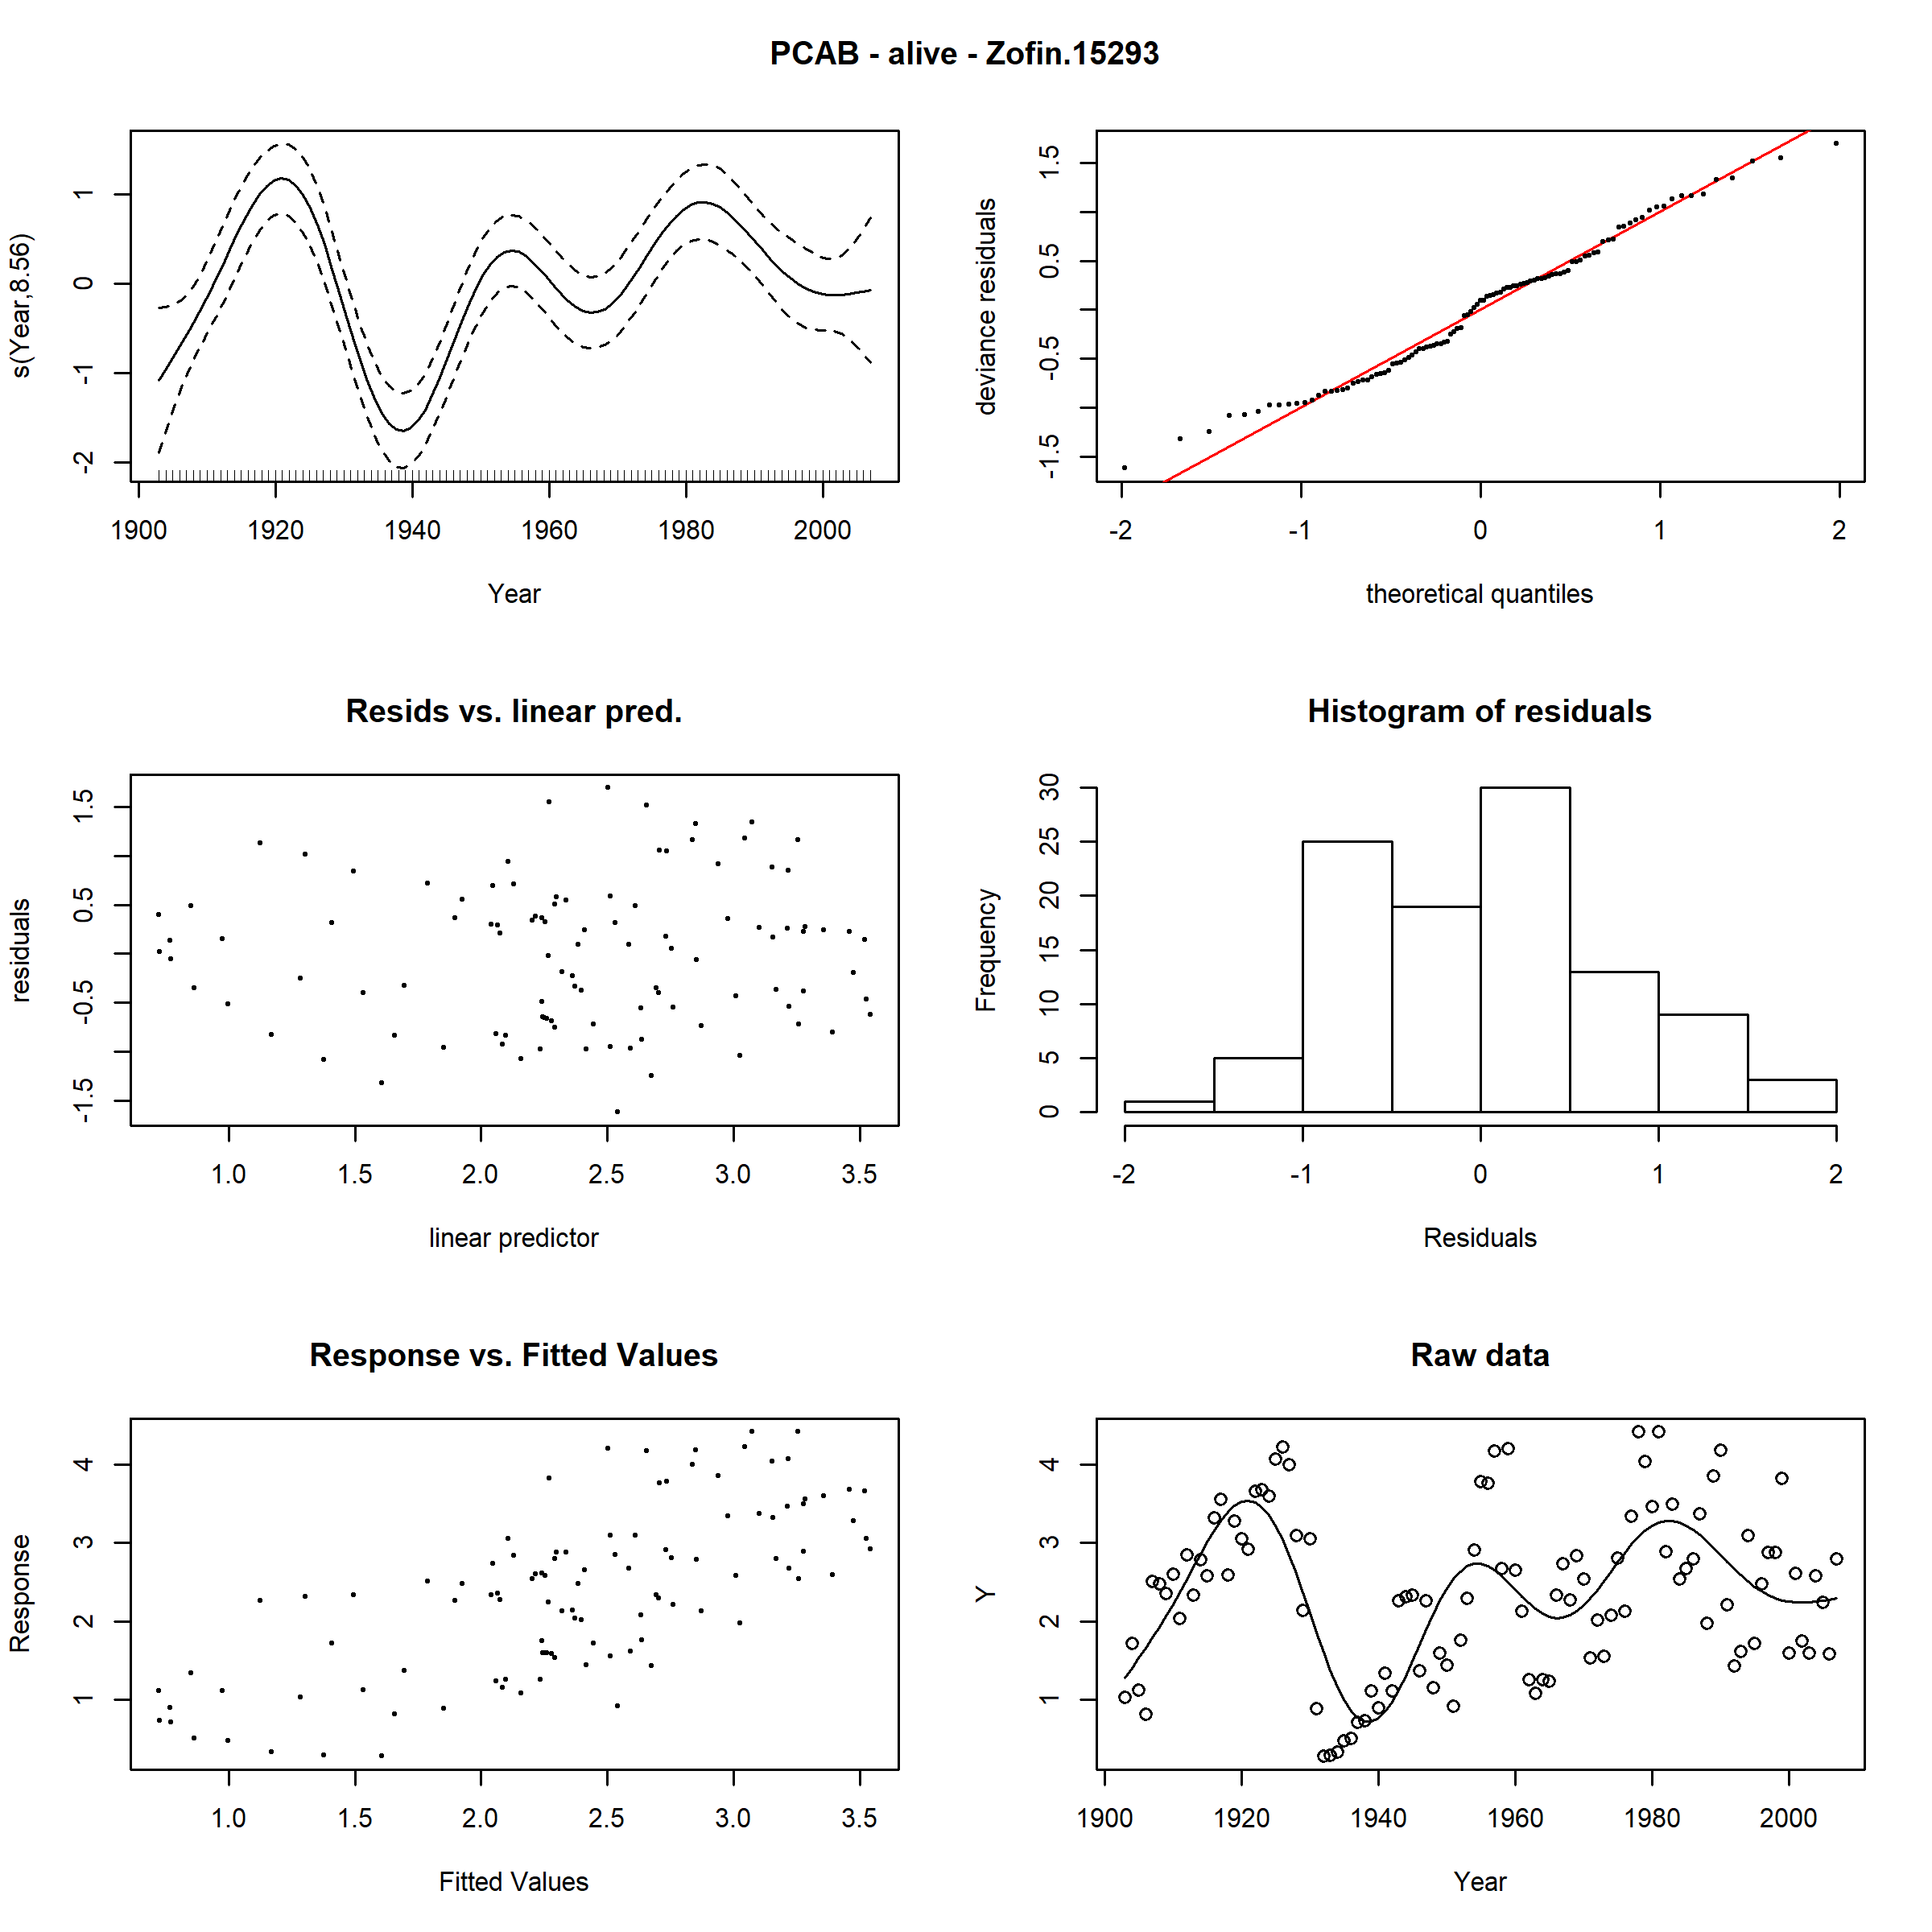 PCAB - alive - Zofin.15293
s(Year,8.56)
1
0
-1
-2
1900 1920 1940 1960 1980 2000
Year
deviance residuals
1.5
0.5
-0.5
-1.5
-2 -1 0 1 2
theoretical quantiles
Resids vs. linear pred.
residuals
1.5
0.5
-0.5
-1.5
1.0 1.5 2.0 2.5 3.0 3.5
linear predictor
Histogram of residuals
Frequency
30
25
20
15
10
5
0
-2 -1 0 1 2
Residuals
Response vs. Fitted Values
Response
4
3
2
1
1.0 1.5 2.0 2.5 3.0 3.5
Fitted Values
Raw data
Y
4
3
2
1
1900 1920 1940 1960 1980 2000
Year